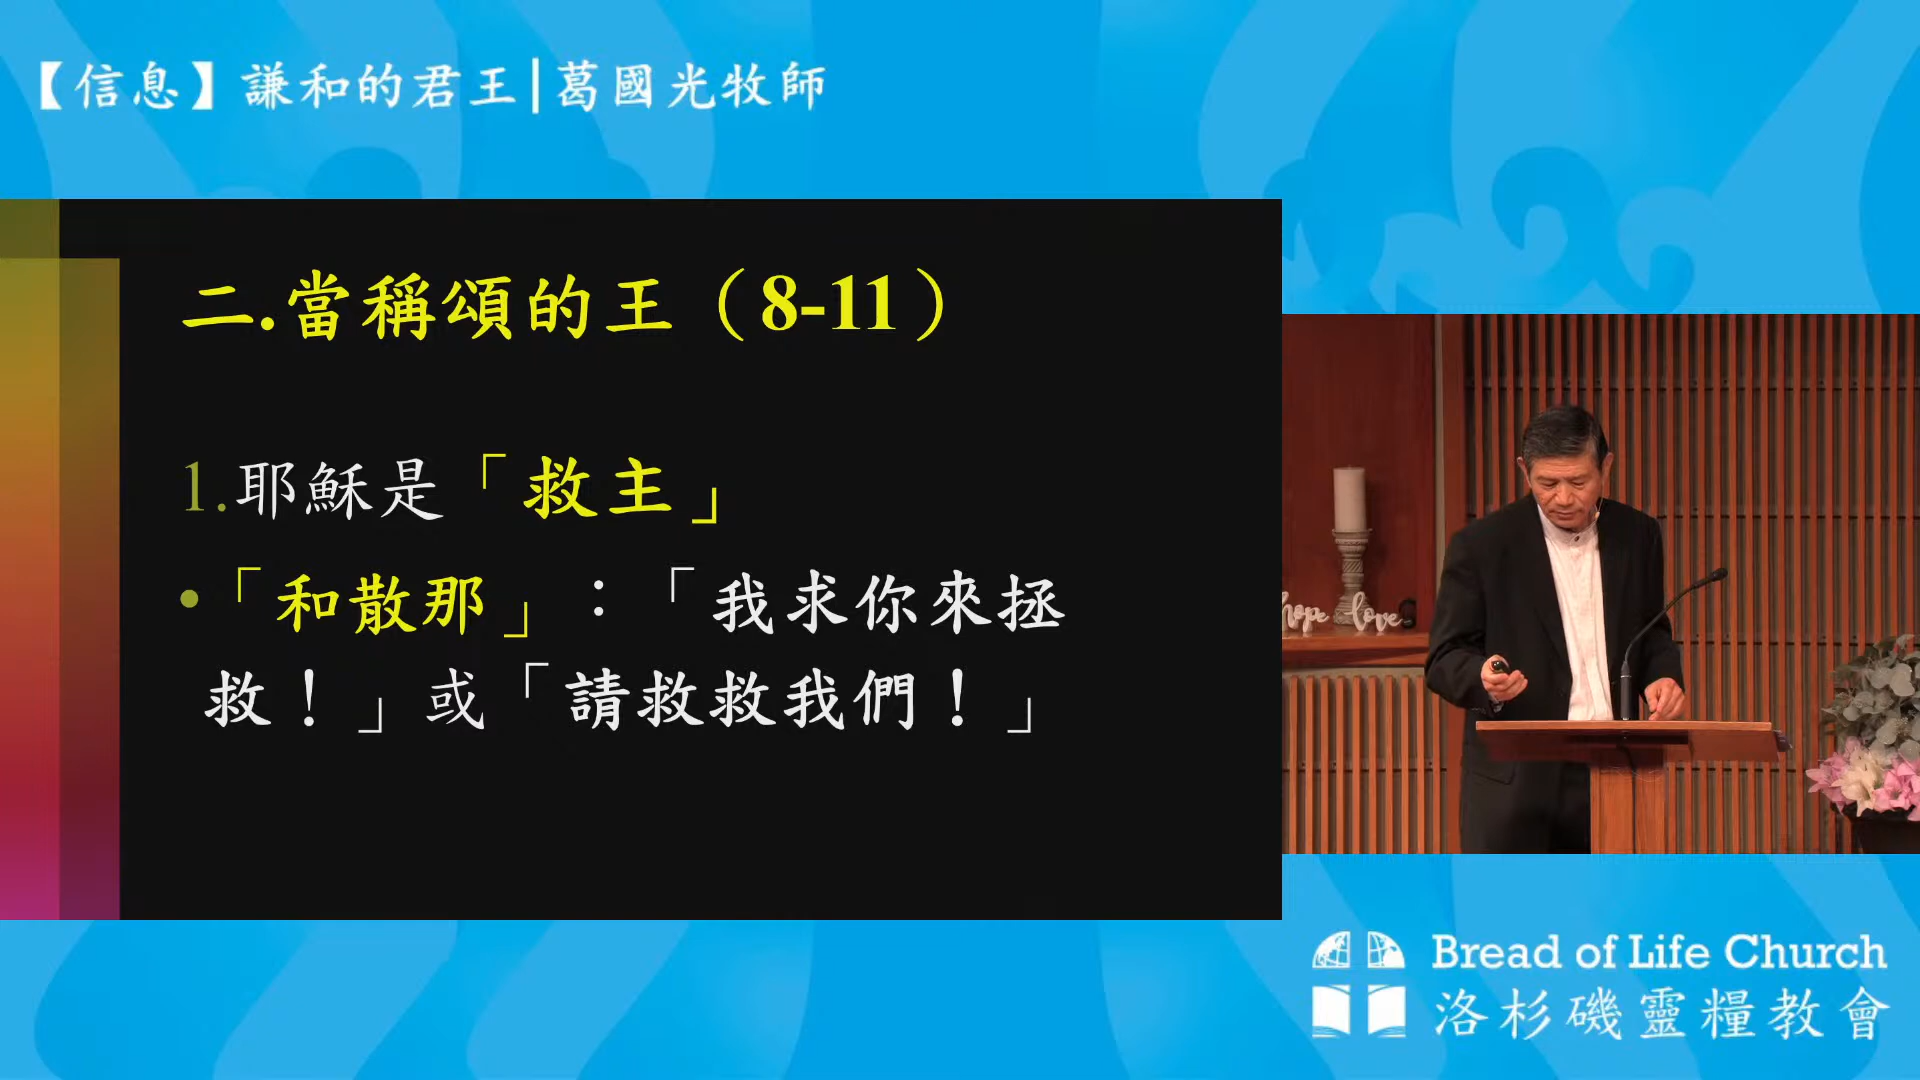 【信息】謙和的君王|葛國光牧師
二.當稱頌的王（8-11）
1.耶穌是「救主」
•「和散那」：「我求你來拯
救！」或「請救救我們！」
hope love
Bread of Life Church
洛杉磯靈糧教會